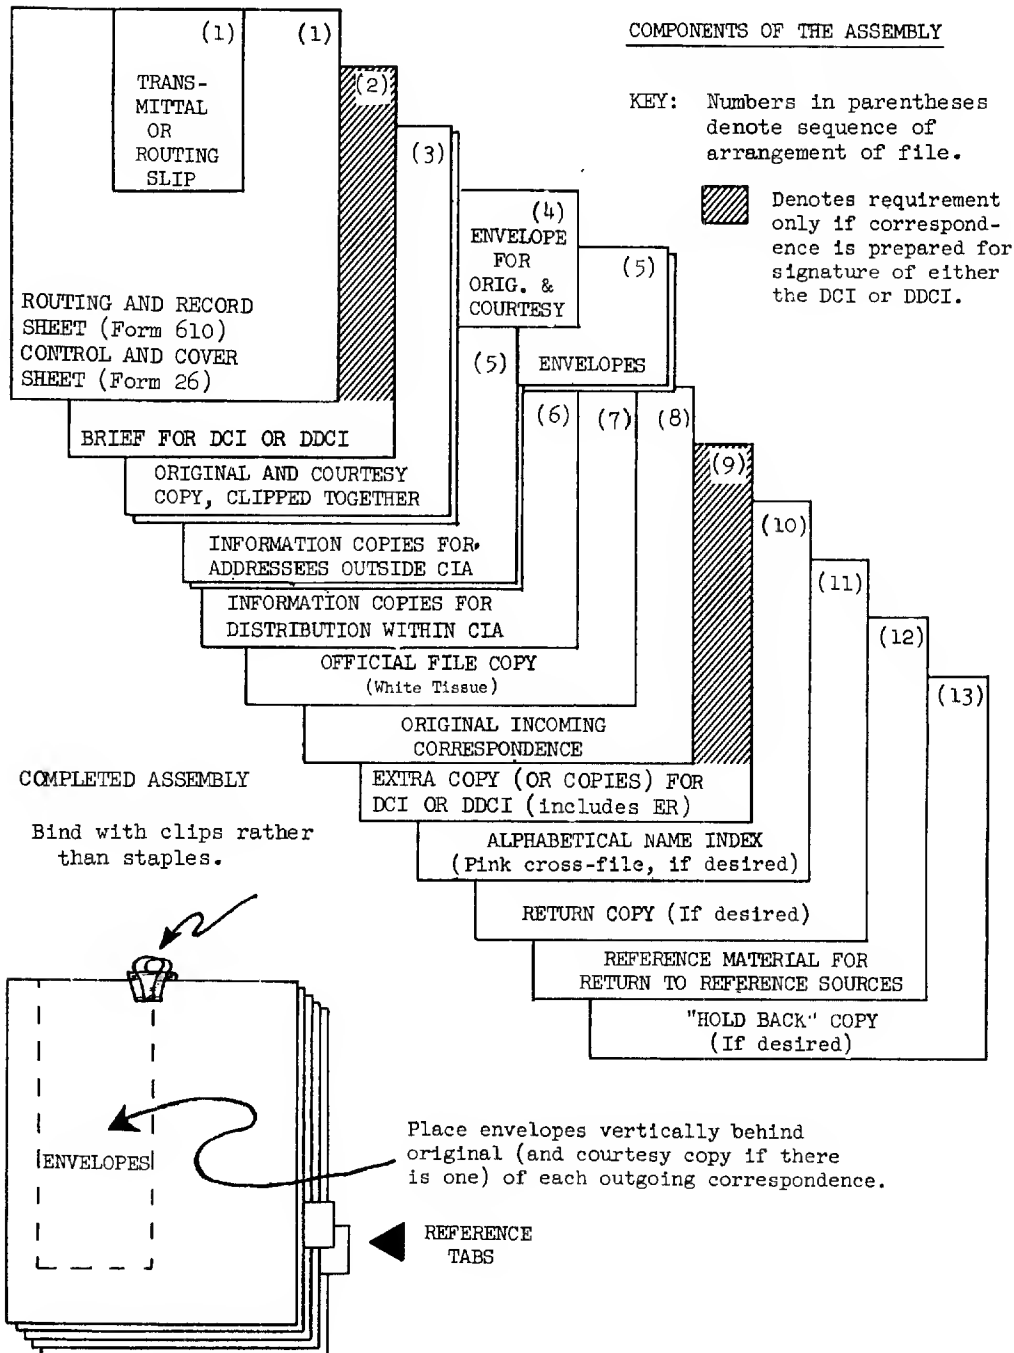 COMPONENTS OF THE ASSEMBLY
KEY: Numbers in parentheses
denote sequence of
arrangement of file.
Denotes requirement
only if correspond-
ence is prepared for
signature of either
the DCI or DDCI.
(1)
TRANS-
MITTAL
OR
ROUTING
SLIP
(1)
ROUTING AND RECORD
SHEET (Form 610)
CONTROL AND COVER
SHEET (Form 26)
(2)
BRIEF FOR DCI OR DDCI
(3)
ORIGINAL AND COURTESY
COPY, CLIPPED TOGETHER
(4)
ENVELOPE
FOR
ORIG. &
COURTESY
(5)
ENVELOPES
(5)
INFORMATION COPIES FOR
ADDRESSEES OUTSIDE CIA
(6)
INFORMATION COPIES FOR
DISTRIBUTION WITHIN CIA
(7)
OFFICIAL FILE COPY
(White Tissue)
(8)
ORIGINAL INCOMING
CORRESPONDENCE
(9)
EXTRA COPY (OR COPIES) FOR
DCI OR DDCI (includes ER)
(10)
ALPHABETICAL NAME INDEX
(Pink cross-file, if desired)
(11)
RETURN COPY (If desired)
(12)
REFERENCE MATERIAL FOR
RETURN TO REFERENCE SOURCES
(13)
"HOLD BACK" COPY
(If desired)
COMPLETED ASSEMBLY
Bind with clips rather
than staples.
ENVELOPES
Place envelopes vertically behind
original (and courtesy copy if there
is one) of each outgoing correspondence.
REFERENCE
TABS